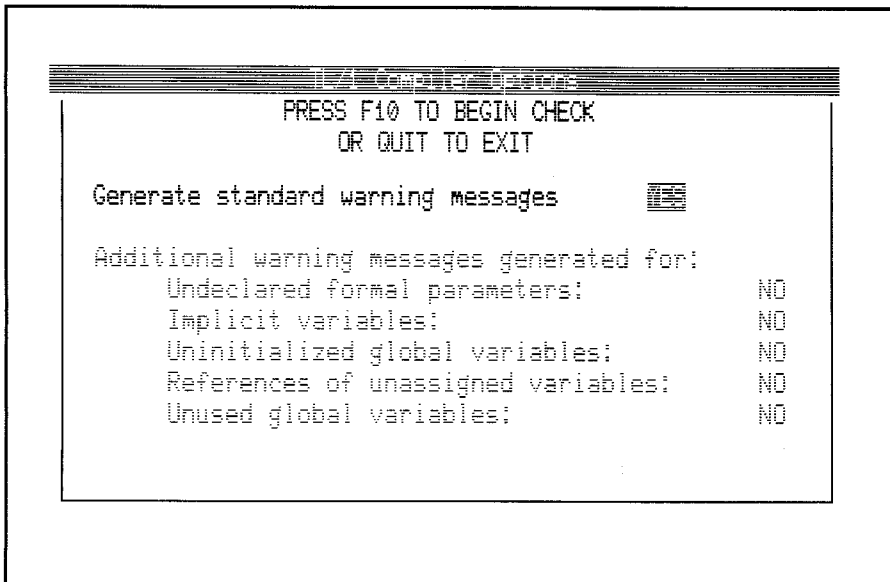 Compiler Options
PRESS F10 TO BEGIN CHECK
OR QUIT TO EXIT
Generate standard warning messages YES
Additional warning messages generated for:
Undeclared formal parameters: NO
Implicit variables: NO
Uninitialized global variables: NO
References of unassigned variables: NO
Unused global variables: NO